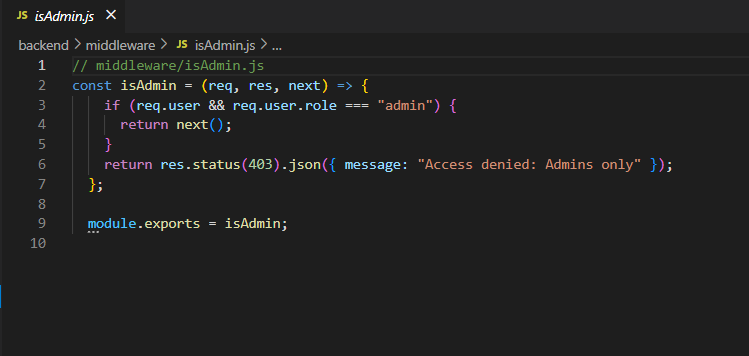 JS isAdmin.js ×
backend > middleware > JS isAdmin.js > ...
1 // middleware/isAdmin.js
2 const isAdmin = (req, res, next) => {
3     if (req.user && req.user.role === "admin") {
4       return next();
5     }
6     return res.status(403).json({ message: "Access denied: Admins only" });
7   };
8
9   module.exports = isAdmin;
10